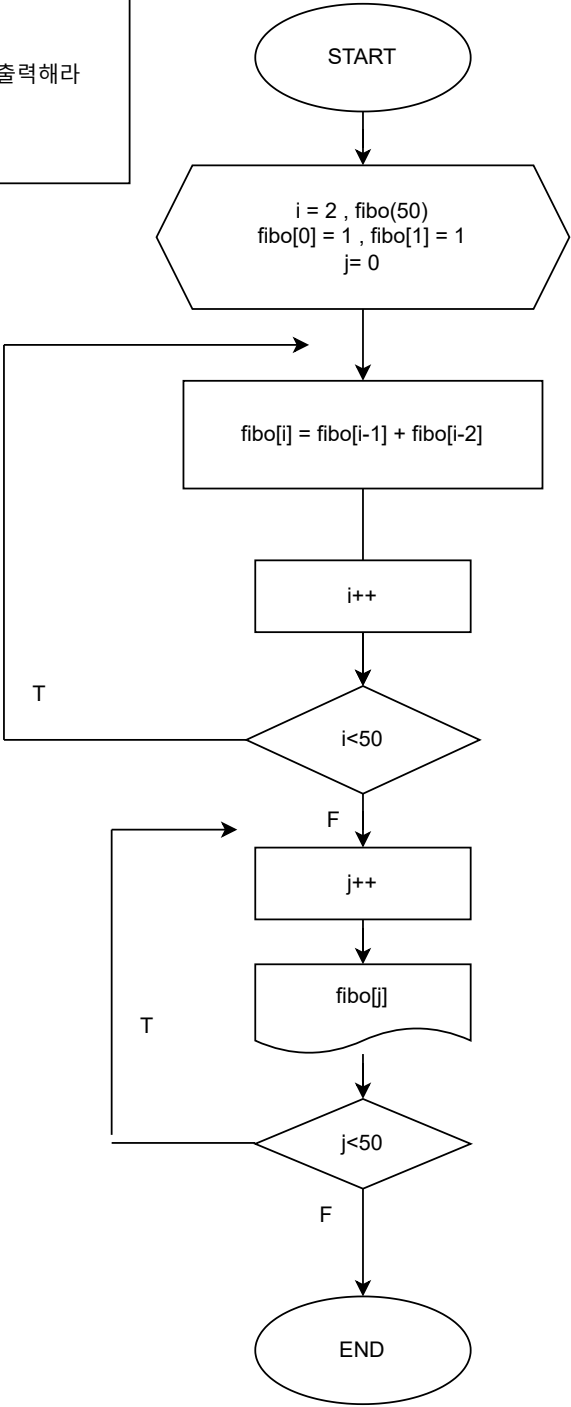 출력해라
START
i = 2 , fibo(50)
fibo[0] = 1 , fibo[1] = 1
j= 0
fibo[i] = fibo[i-1] + fibo[i-2]
i++
T
i<50
F
j++
fibo[j]
T
j<50
F
END